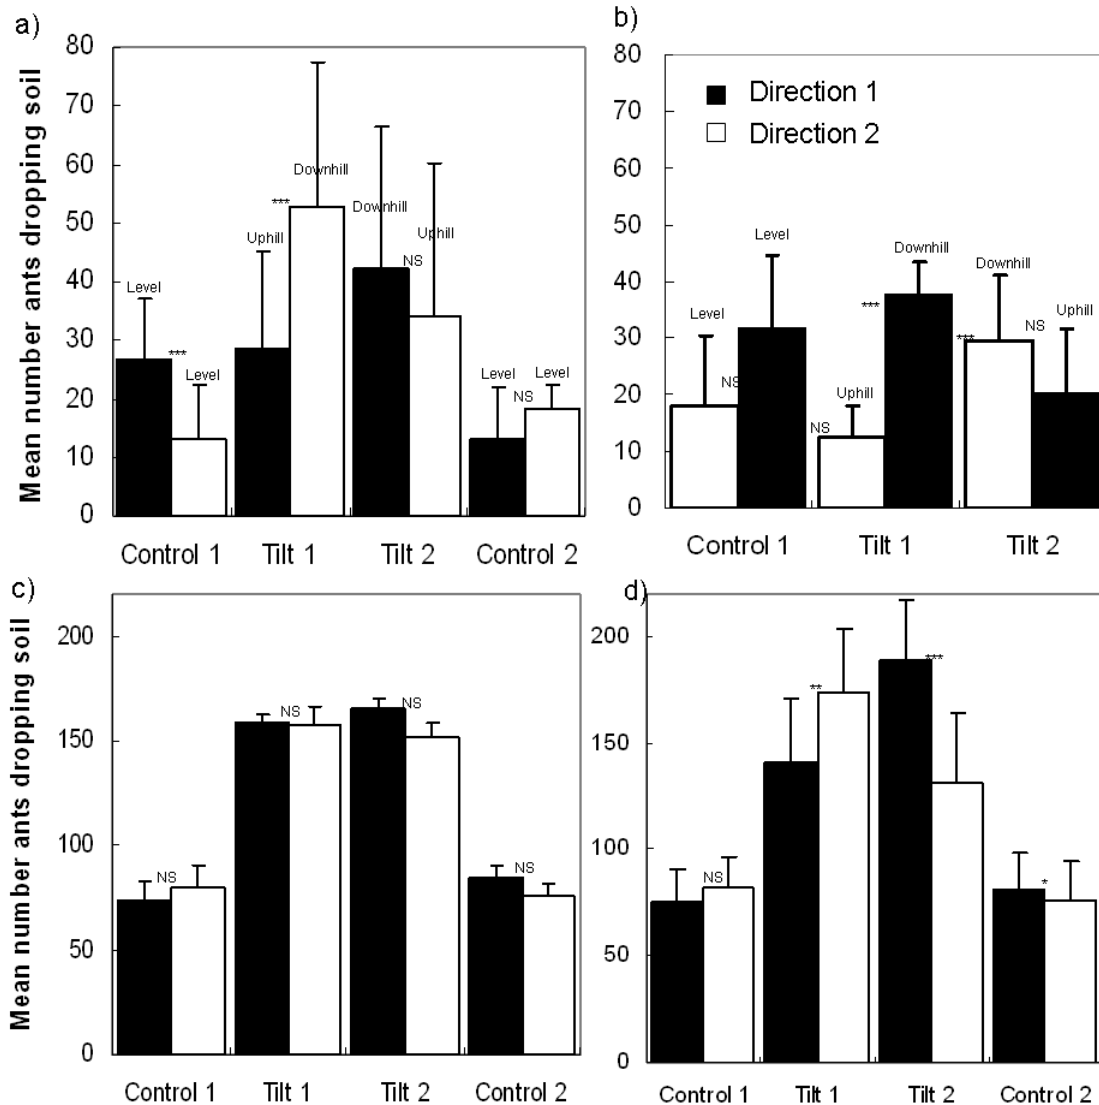 a)
Mean number ants dropping soil
80
70
60
50
40
30
20
10
0
Level
***
Level
Uphill
***
Downhill
Downhill
NS
Uphill
Level
NS
Level
Control 1 Tilt 1 Tilt 2 Control 2
b)
80
70
60
50
40
30
20
10
0
Direction 1
Direction 2
Level
NS
Level
NS
Uphill
***
Downhill
***
Downhill
NS
Uphill
Control 1 Tilt 1 Tilt 2
c)
Mean number ants dropping soil
200
150
100
50
0
NS
NS
NS
NS
Control 1 Tilt 1 Tilt 2 Control 2
d)
200
150
100
50
0
NS
**
***
*
Control 1 Tilt 1 Tilt 2 Control 2